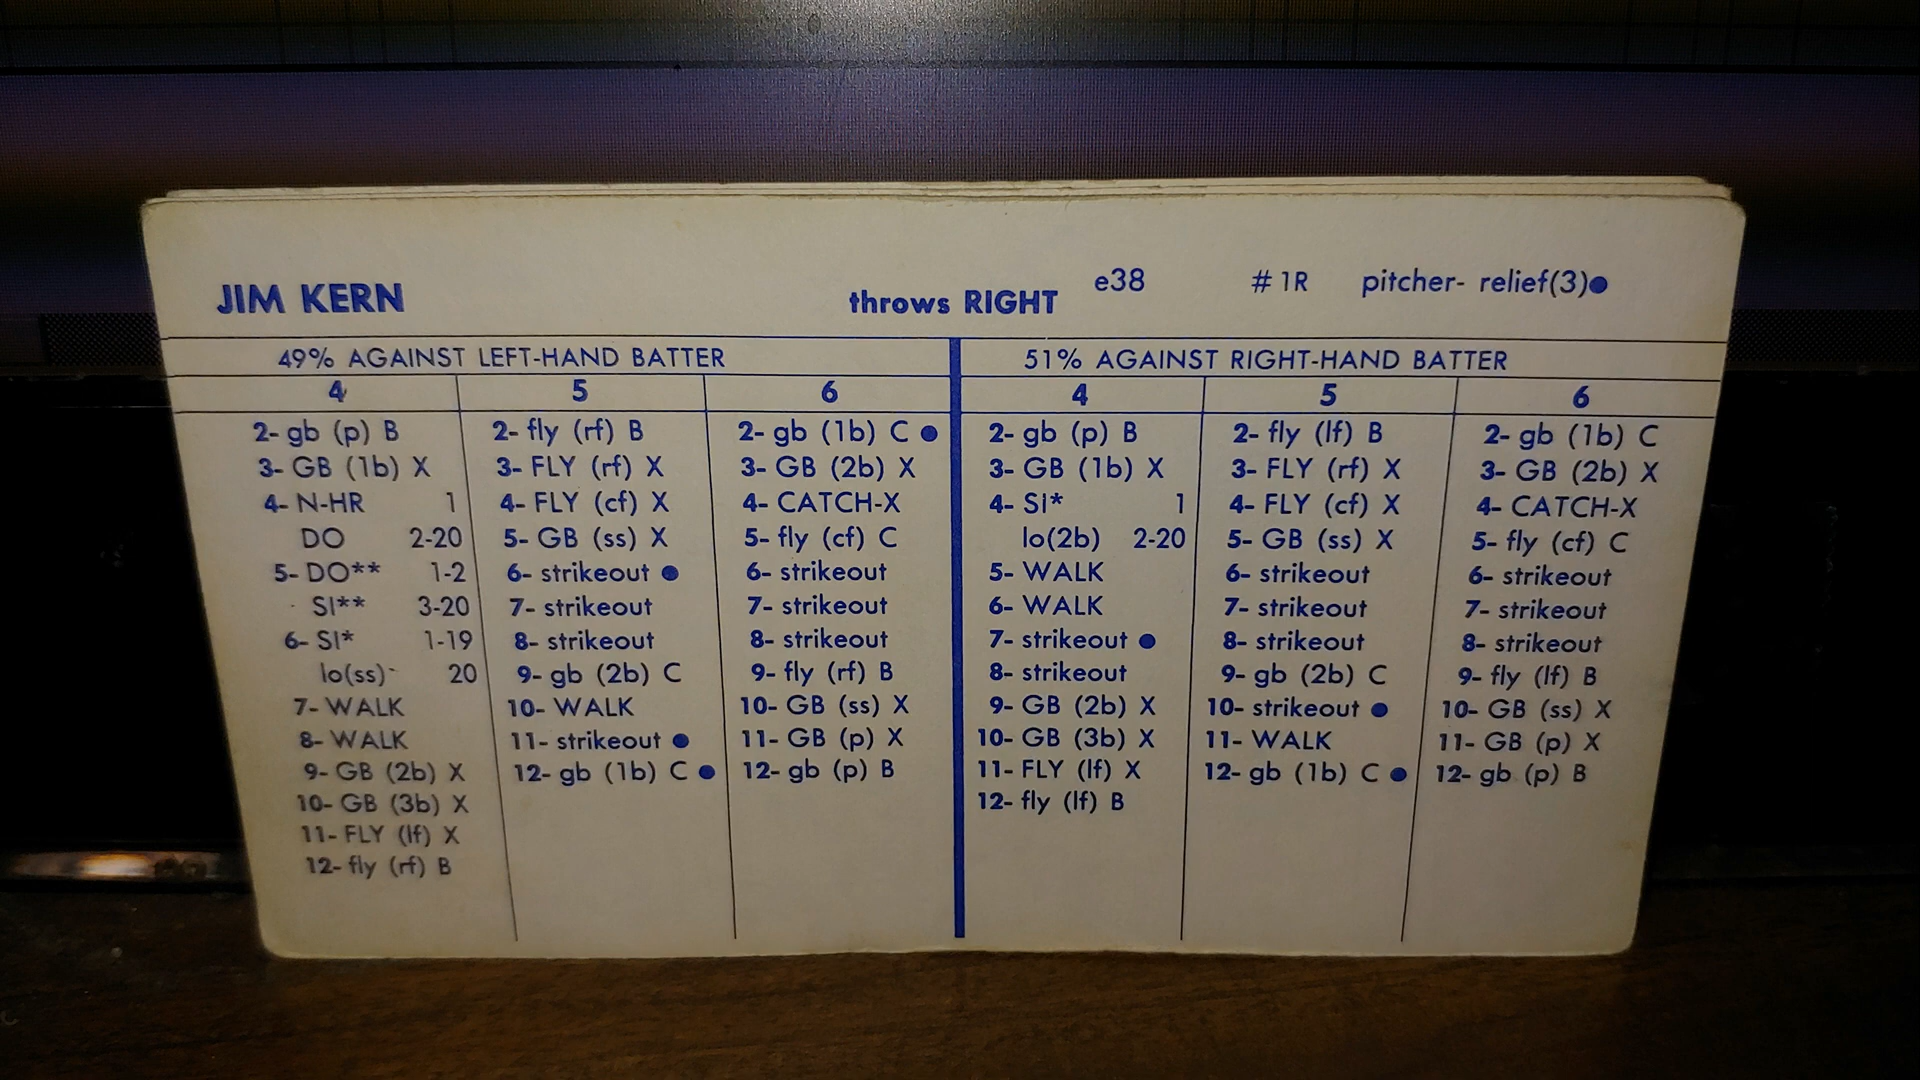 JIM KERN throws RIGHT e38 # 1R pitcher- relief(3)●
49% AGAINST LEFT-HAND BATTER
4 5 6
2- gb (p) B
3- GB (1b) X
4- N-HR 1
DO 2-20
5- DO** 1-2
SI** 3-20
6- SI* 1-19
lo(ss) 20
7- WALK
8- WALK
9- GB (2b) X
10- GB (3b) X
11- FLY (lf) X
12- fly (rf) B
2- fly (rf) B
3- FLY (rf) X
4- FLY (cf) X
5- GB (ss) X
6- strikeout ●
7- strikeout
8- strikeout
9- gb (2b) C
10- WALK
11- strikeout ●
12- gb (1b) C ●
2- gb (1b) C ●
3- GB (2b) X
4- CATCH-X
5- fly (cf) C
6- strikeout
7- strikeout
8- strikeout
9- fly (rf) B
10- GB (ss) X
11- GB (p) X
12- gb (p) B
51% AGAINST RIGHT-HAND BATTER
4 5 6
2- gb (p) B
3- GB (1b) X
4- SI* 1
lo(2b) 2-20
5- WALK
6- WALK
7- strikeout ●
8- strikeout
9- GB (2b) X
10- GB (3b) X
11- FLY (lf) X
12- fly (lf) B
2- fly (lf) B
3- FLY (rf) X
4- FLY (cf) X
5- GB (ss) X
6- strikeout
7- strikeout
8- strikeout
9- gb (2b) C
10- strikeout ●
11- WALK
12- gb (1b) C ●
2- gb (1b) C
3- GB (2b) X
4- CATCH-X
5- fly (cf) C
6- strikeout
7- strikeout
8- strikeout
9- fly (lf) B
10- GB (ss) X
11- GB (p) X
12- gb (p) B